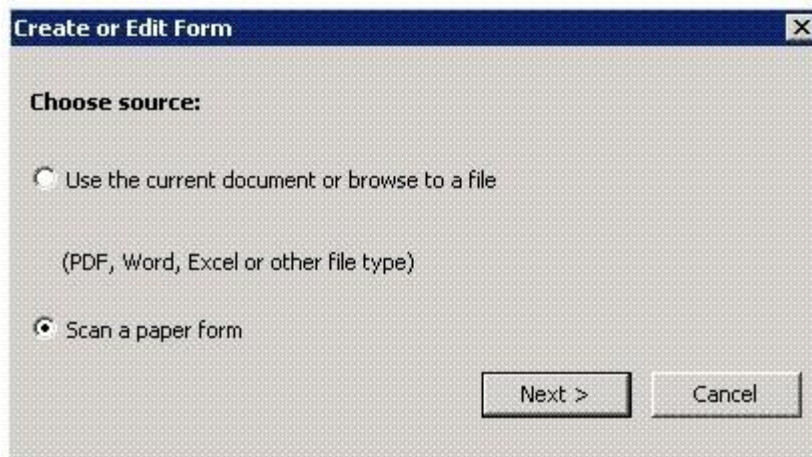 Create or Edit Form
Choose source:
Use the current document or browse to a file
(PDF, Word, Excel or other file type)
Scan a paper form
Next >
Cancel